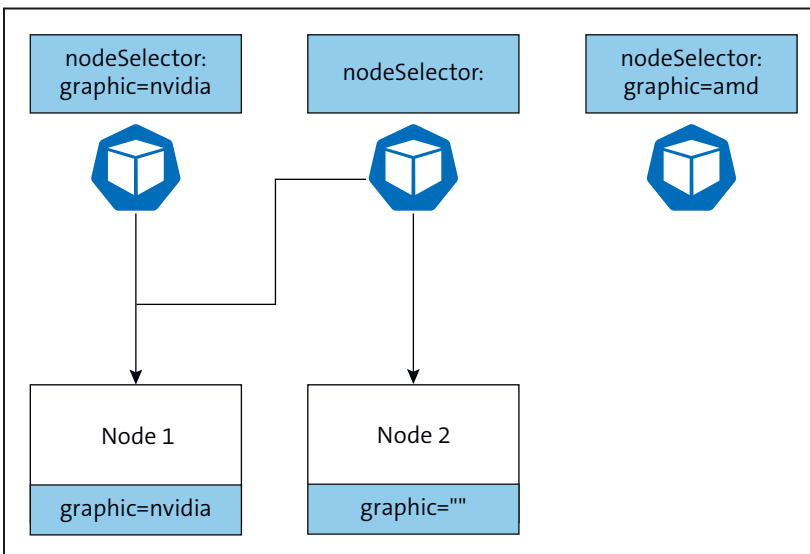 nodeSelector:
graphic=nvidia
nodeSelector:
nodeSelector:
graphic=amd
Node 1
Node 2
graphic=nvidia
graphic=""